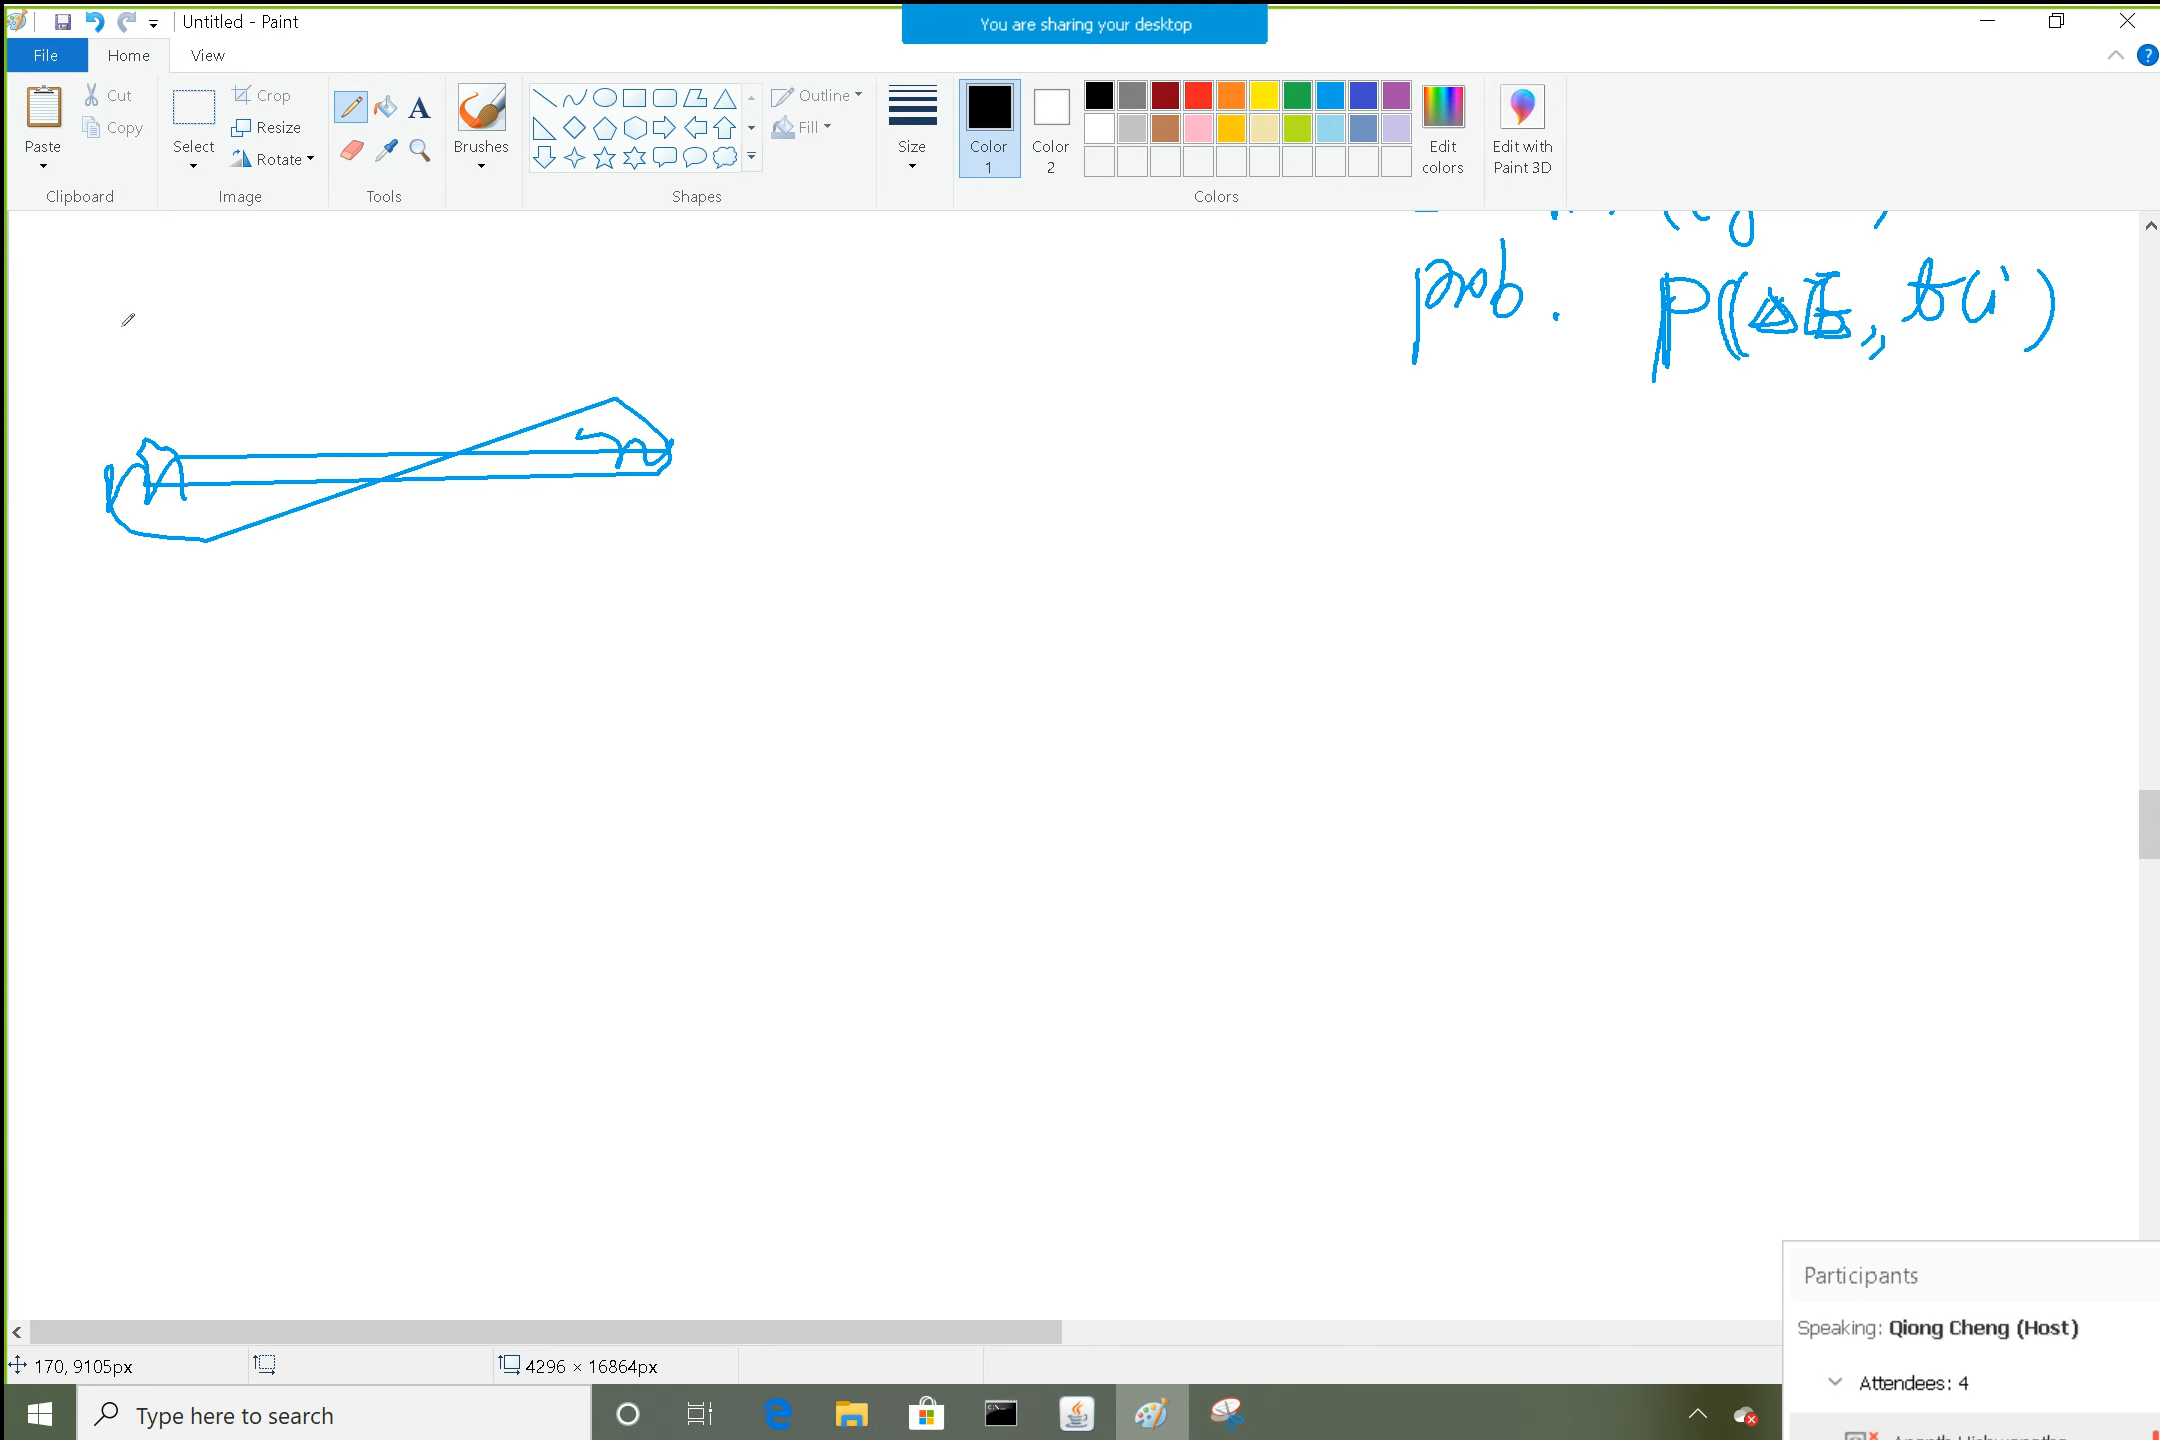 Untitled - Paint
You are sharing your desktop
File Home View
Cut
Copy
Paste
Clipboard
Crop
Resize
Rotate
Select
Image
A
Tools
Brushes
Outline
Fill
Shapes
Size
Color 1
Color 2
Edit colors
Colors
Edit with Paint 3D
prob. P(ΔE,, t(i)
170, 9105px
4296 × 16864px
Participants
Speaking: Qiong Cheng (Host)
Attendees: 4
Type here to search